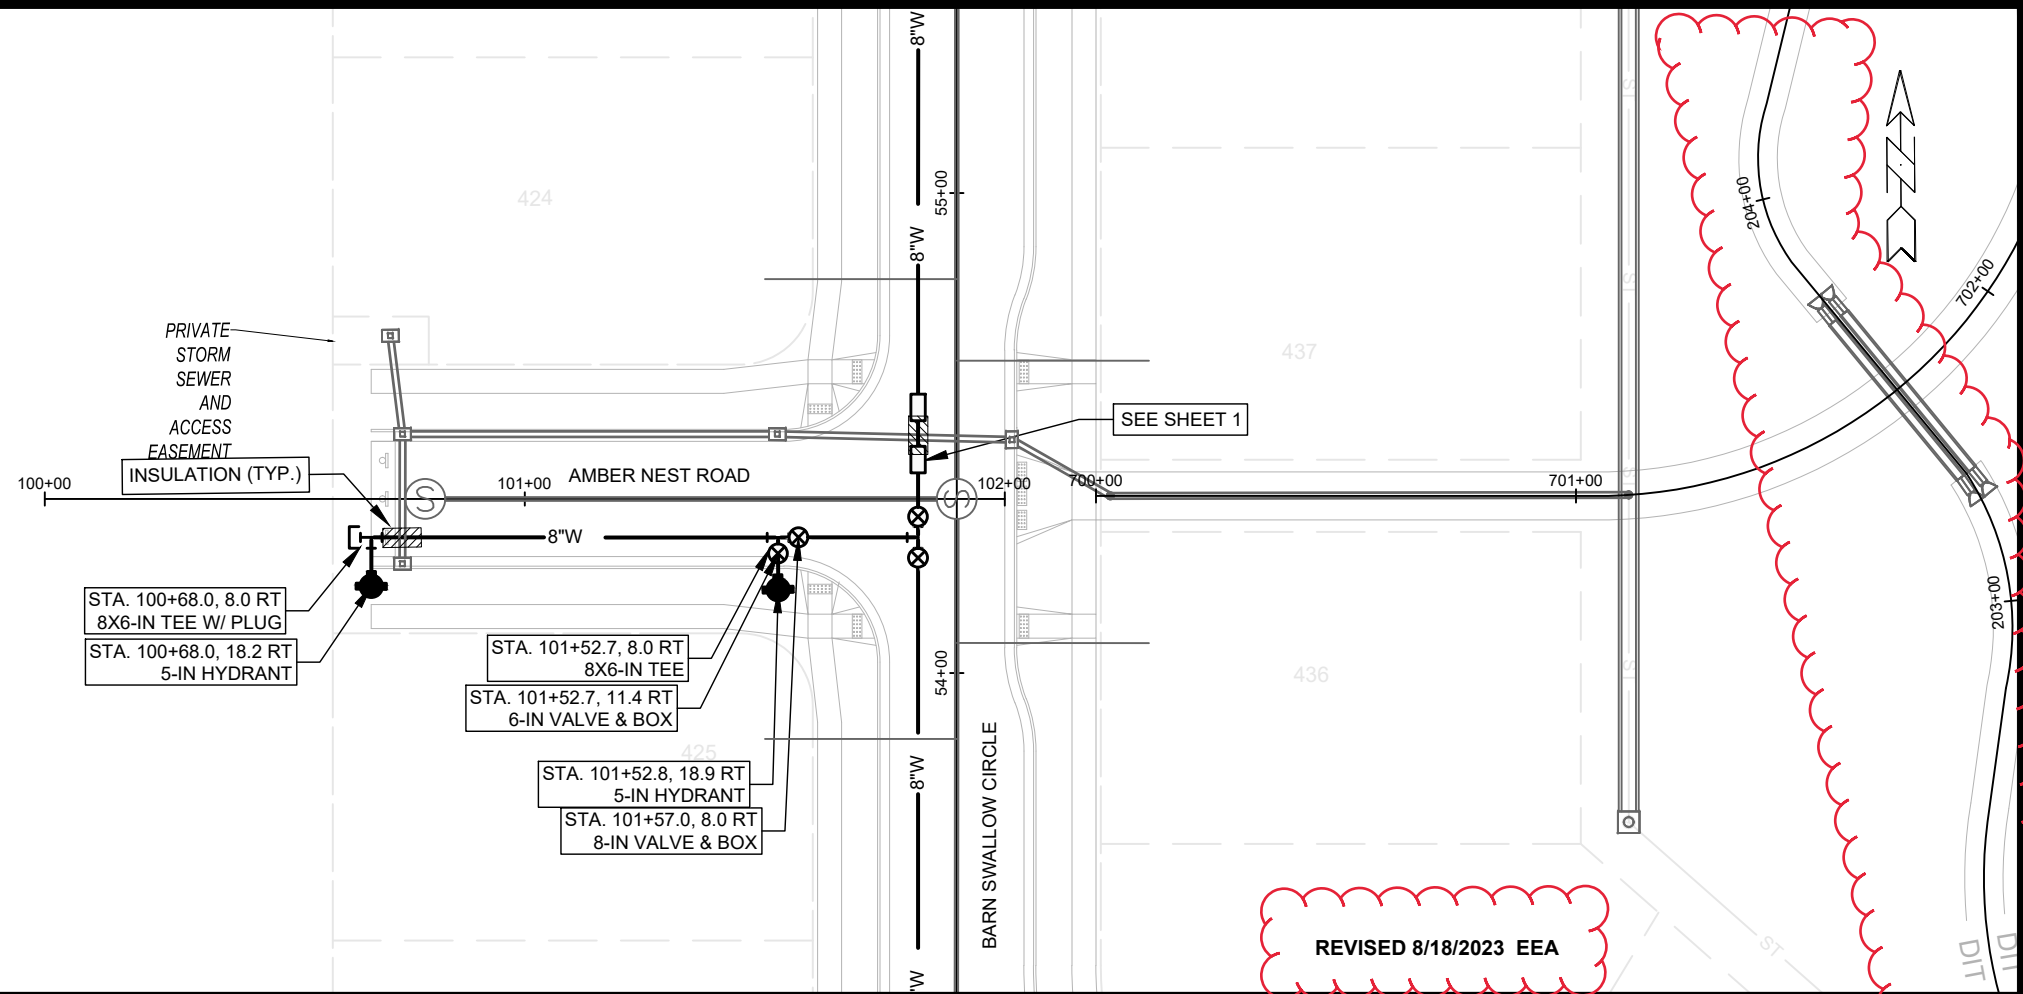 8"W
55+00
8"W
424
PRIVATE
STORM
SEWER
AND
ACCESS
EASEMENT
INSULATION (TYP.)
100+00
101+00
AMBER NEST ROAD
102+00
700+00
701+00
702+00
SEE SHEET 1
437
204+00
203+00
S
S
8"W
STA. 100+68.0, 8.0 RT
8X6-IN TEE W/ PLUG
STA. 100+68.0, 18.2 RT
5-IN HYDRANT
STA. 101+52.7, 8.0 RT
8X6-IN TEE
STA. 101+52.7, 11.4 RT
6-IN VALVE & BOX
425
STA. 101+52.8, 18.9 RT
5-IN HYDRANT
STA. 101+57.0, 8.0 RT
8-IN VALVE & BOX
54+00
8"W
BARN SWALLOW CIRCLE
436
ST
DIT
REVISED 8/18/2023 EEA